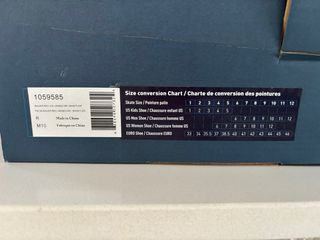 1059585
R
Made in China
M10
Fabriqué en Chine
Size conversion Chart / Charte de conversion des pointures
Skate Size / Pointure patin 1 2 3 4 5 6 7 8 9 10 11 12
US Kids Shoe / Chaussure enfant US 1 2 3 4 5
US Men Shoe / Chaussure homme US 6 7 8 9 10 11 12
US Women Shoe / Chaussure femme US 6 7 8 9 10 11 12
EURO Shoe / Chaussure EURO 33 34 35.5 37 38 39 40 41 42 44 45 46